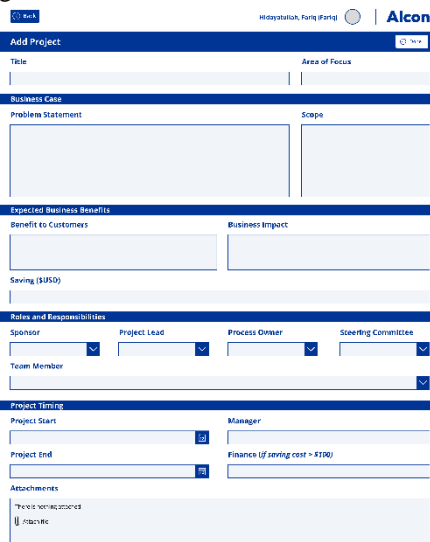 Back
Hidayatullah, Fariq (Fariq)
Alcon
Add Project
Title
Area of Focus
Business Case
Problem Statement
Scope
Expected Business Benefits
Benefit to Customers
Business Impact
Saving ($USD)
Roles and Responsibilities
Sponsor
Project Lead
Process Owner
Steering Committee
Team Member
Project Timing
Project Start
Manager
Project End
Finance (if saving cost > $100)
Attachments
There is nothing attached
Attach file